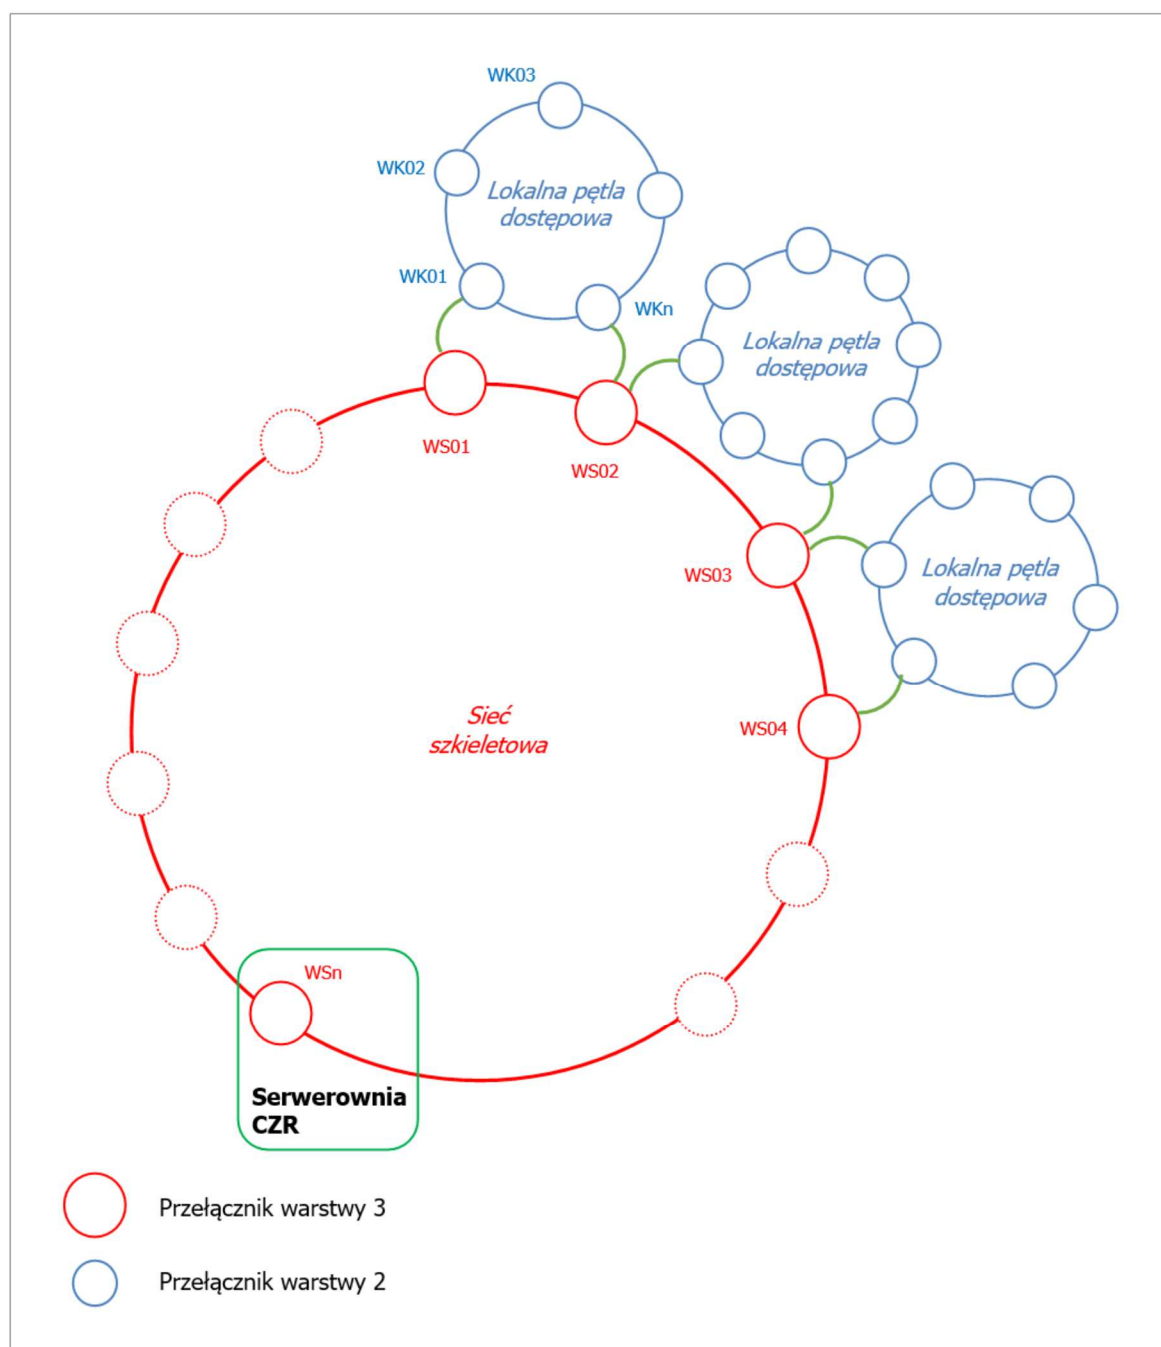 WK03
WK02
Lokalna pętla
dostępowa
WK01
WKn
Lokalna pętla
dostępowa
WS01
WS02
Lokalna pętla
dostępowa
WS03
Sieć
szkieletowa
WS04
WSn
Serwerownia
CZR
Przełącznik warstwy 3
Przełącznik warstwy 2